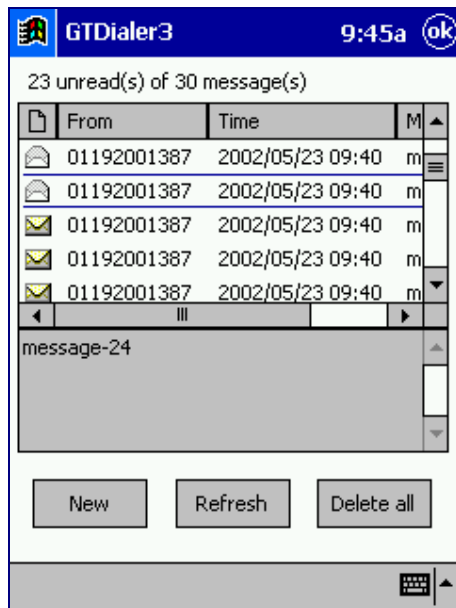 GTDialer3 9:45a ok
23 unread(s) of 30 message(s)
From Time M
01192001387 2002/05/23 09:40 m
01192001387 2002/05/23 09:40 m
01192001387 2002/05/23 09:40 m
01192001387 2002/05/23 09:40 m
01192001387 2002/05/23 09:40 m
message-24
New Refresh Delete all